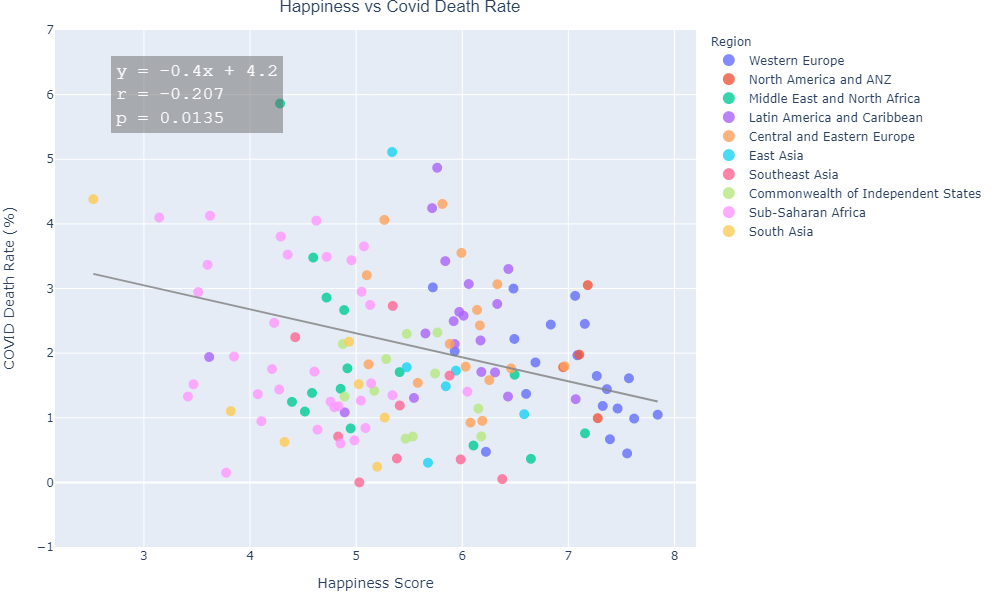 Happiness vs Covid Death Rate
y = -0.4x + 4.2
r = -0.207
p = 0.0135
COVID Death Rate (%)
7
6
5
4
3
2
1
0
−1
3 4 5 6 7 8
Happiness Score
Region
Western Europe
North America and ANZ
Middle East and North Africa
Latin America and Caribbean
Central and Eastern Europe
East Asia
Southeast Asia
Commonwealth of Independent States
Sub-Saharan Africa
South Asia